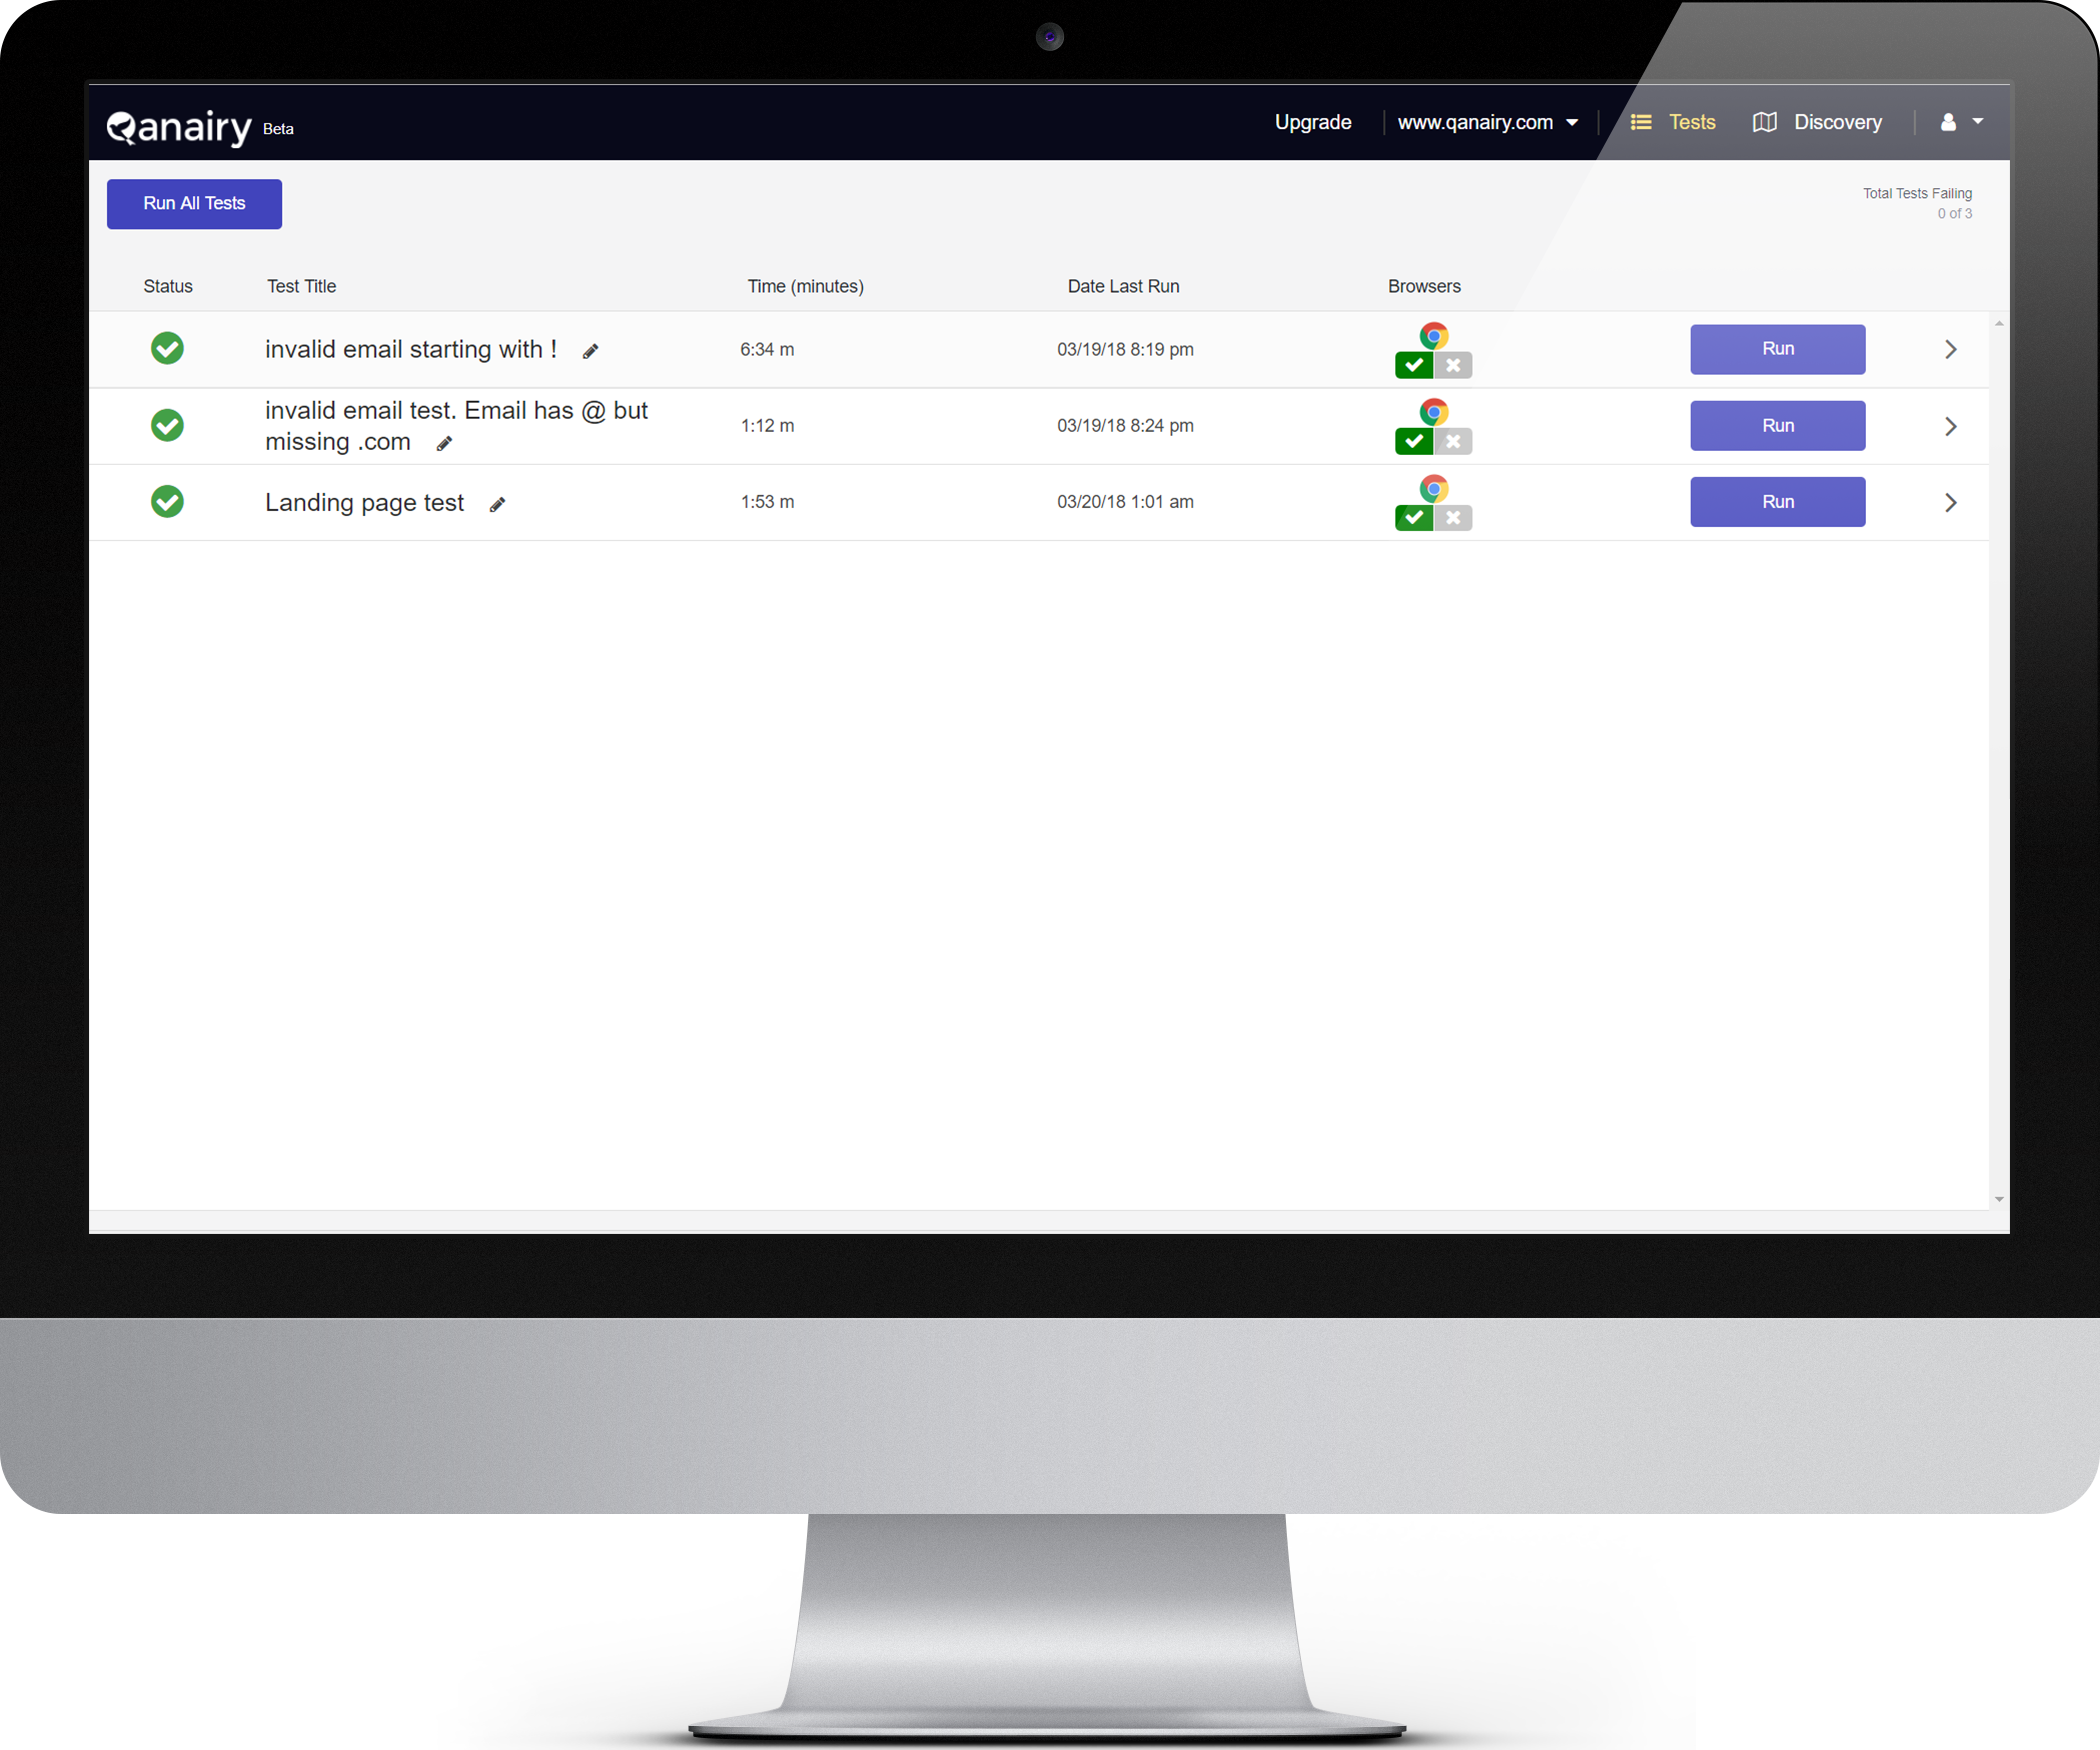 Qanairy Beta
Upgrade www.qanairy.com Tests Discovery
Run All Tests
Total Tests Failing
0 of 3
Status Test Title Time (minutes) Date Last Run Browsers
invalid email starting with ! 6:34 m 03/19/18 8:19 pm Run
invalid email test. Email has @ but
missing .com 1:12 m 03/19/18 8:24 pm Run
Landing page test 1:53 m 03/20/18 1:01 am Run